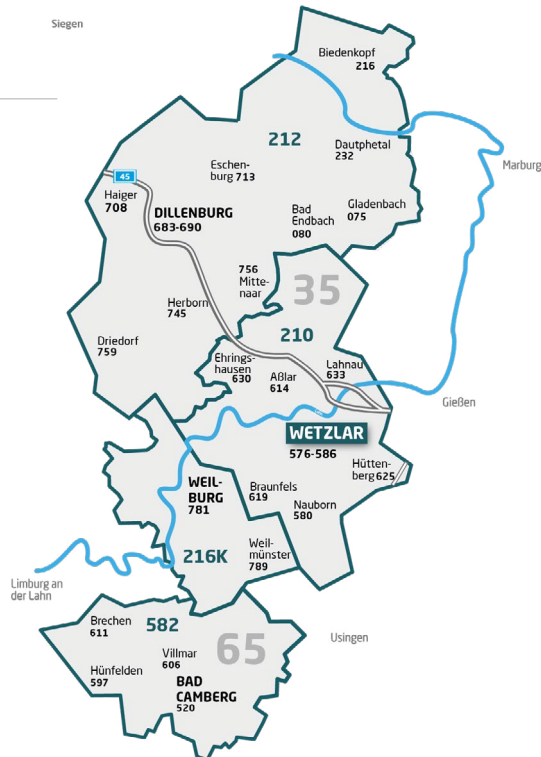 Siegen
Biedenkopf
216
212
Dautphetal
232
Marburg
Eschen-
burg 713
45
Haiger
708
DILLENBURG
683-690
Bad
Endbach
080
Gladenbach
075
756
Mitte-
naar
35
Herborn
745
210
Driedorf
759
Ehrings-
hausen
630
Aßlar
614
Lahnau
633
Gießen
WETZLAR
576-586
Hütten-
berg 625
WEIL-
BURG
781
Braunfels
619
Nauborn
580
216K
Weil-
münster
789
Limburg an
der Lahn
Brechen
611
582
65
Usingen
Villmar
606
Hünfelden
597
BAD
CAMBERG
520